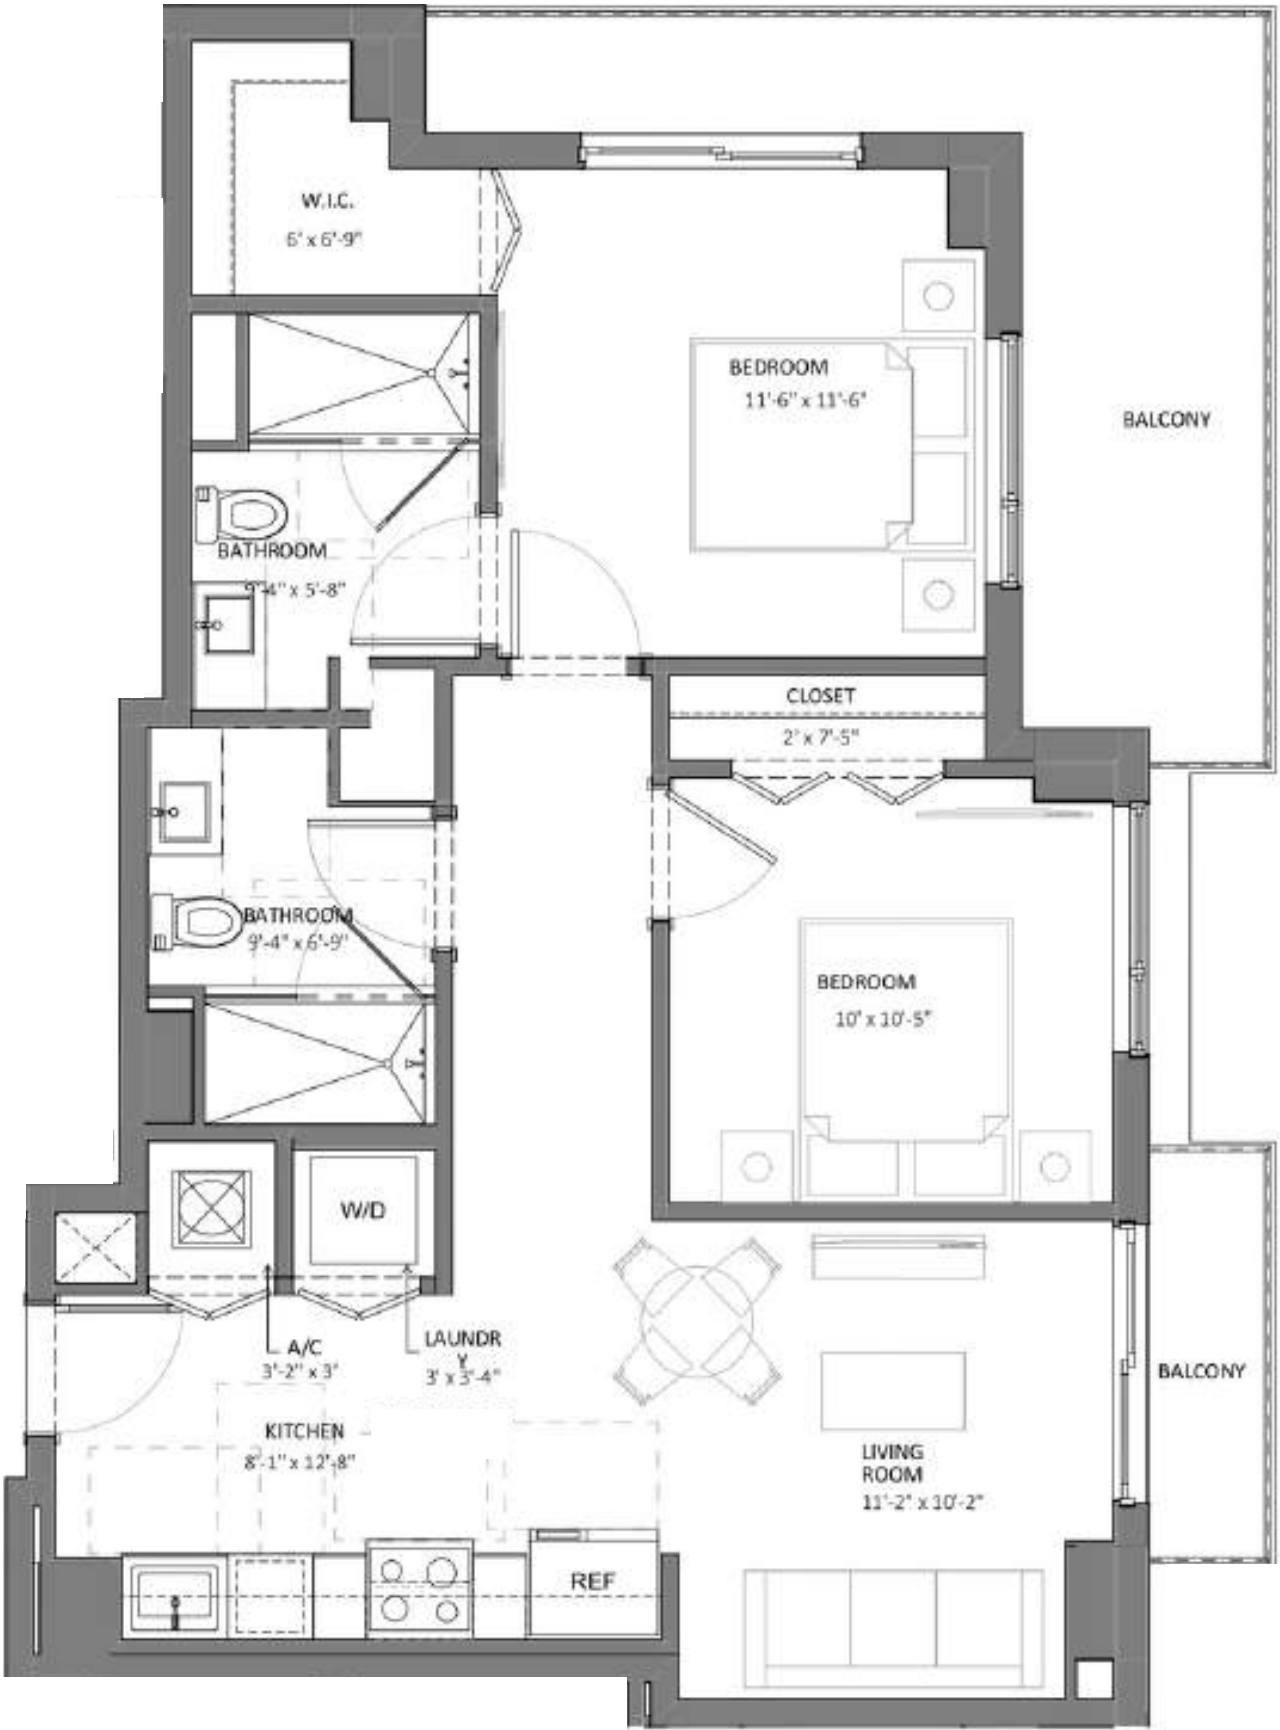 W.I.C.
6' x 6'-9"
BEDROOM
11'-6" x 11'-6"
BALCONY
BATHROOM
9'-4" x 5'-8"
CLOSET
2' x 7'-5"
BATHROOM
9'-4" x 6'-9"
BEDROOM
10' x 10'-5"
W/D
A/C
3'-2" x 3'
LAUNDR
Y
3' x 3'-4"
BALCONY
KITCHEN
8'-1" x 12'-8"
LIVING
ROOM
11'-2" x 10'-2"
REF